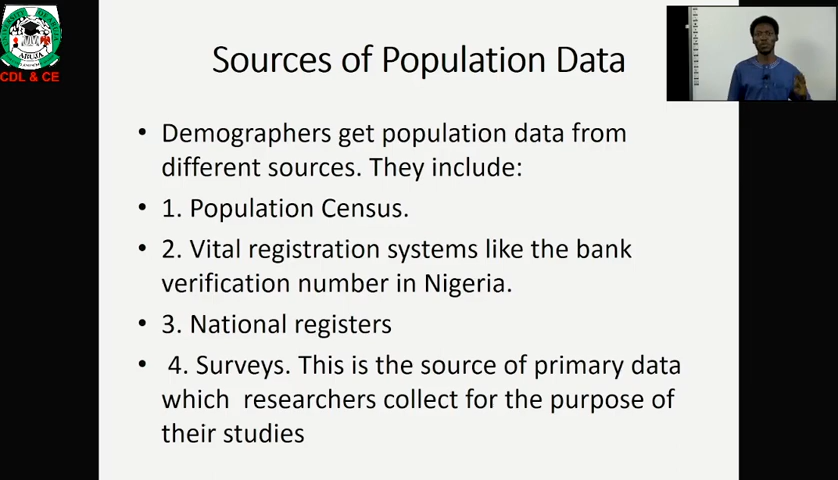 ABUJA
CDL & CE
Sources of Population Data
• Demographers get population data from
different sources. They include:
• 1. Population Census.
• 2. Vital registration systems like the bank
verification number in Nigeria.
• 3. National registers
• 4. Surveys. This is the source of primary data
which researchers collect for the purpose of
their studies